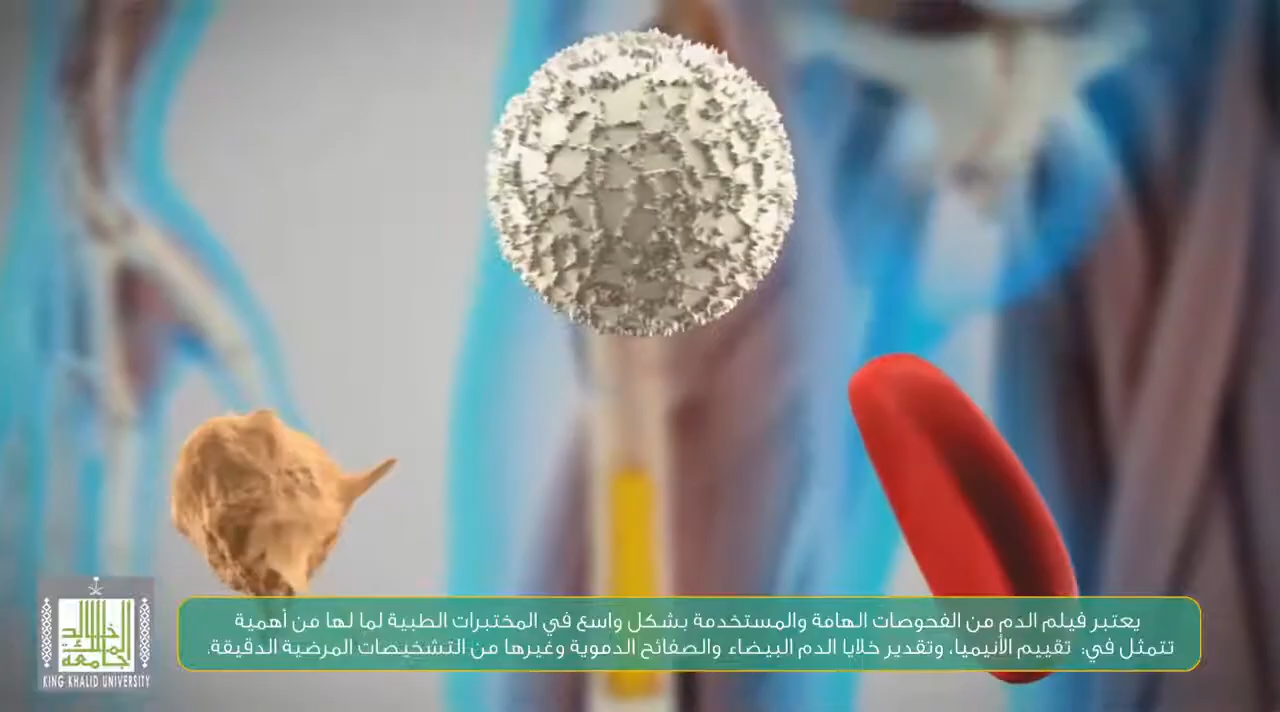 يعتبر فيلم الدم من الفحوصات الهامة والمستخدمة بشكل واسع في المختبرات الطبية لما لها من أهمية
تتمثل في: تقييم الأنيميا، وتقدير خلايا الدم البيضاء والصفائح الدموية وغيرها من التشخيصات المرضية الدقيقة.
جامعة الملك خالد
KING KHALID UNIVERSITY